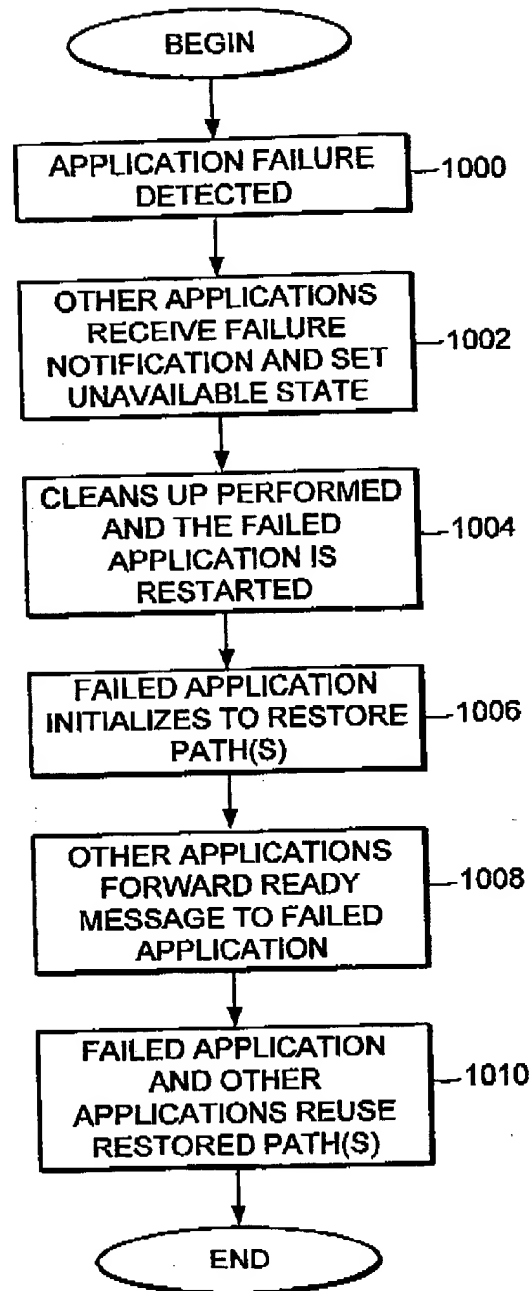 BEGIN
APPLICATION FAILURE
DETECTED
1000
OTHER APPLICATIONS
RECEIVE FAILURE
NOTIFICATION AND SET
UNAVAILABLE STATE
1002
CLEANS UP PERFORMED
AND THE FAILED
APPLICATION IS
RESTARTED
1004
FAILED APPLICATION
INITIALIZES TO RESTORE
PATH(S)
1006
OTHER APPLICATIONS
FORWARD READY
MESSAGE TO FAILED
APPLICATION
1008
FAILED APPLICATION
AND OTHER
APPLICATIONS REUSE
RESTORED PATH(S)
1010
END